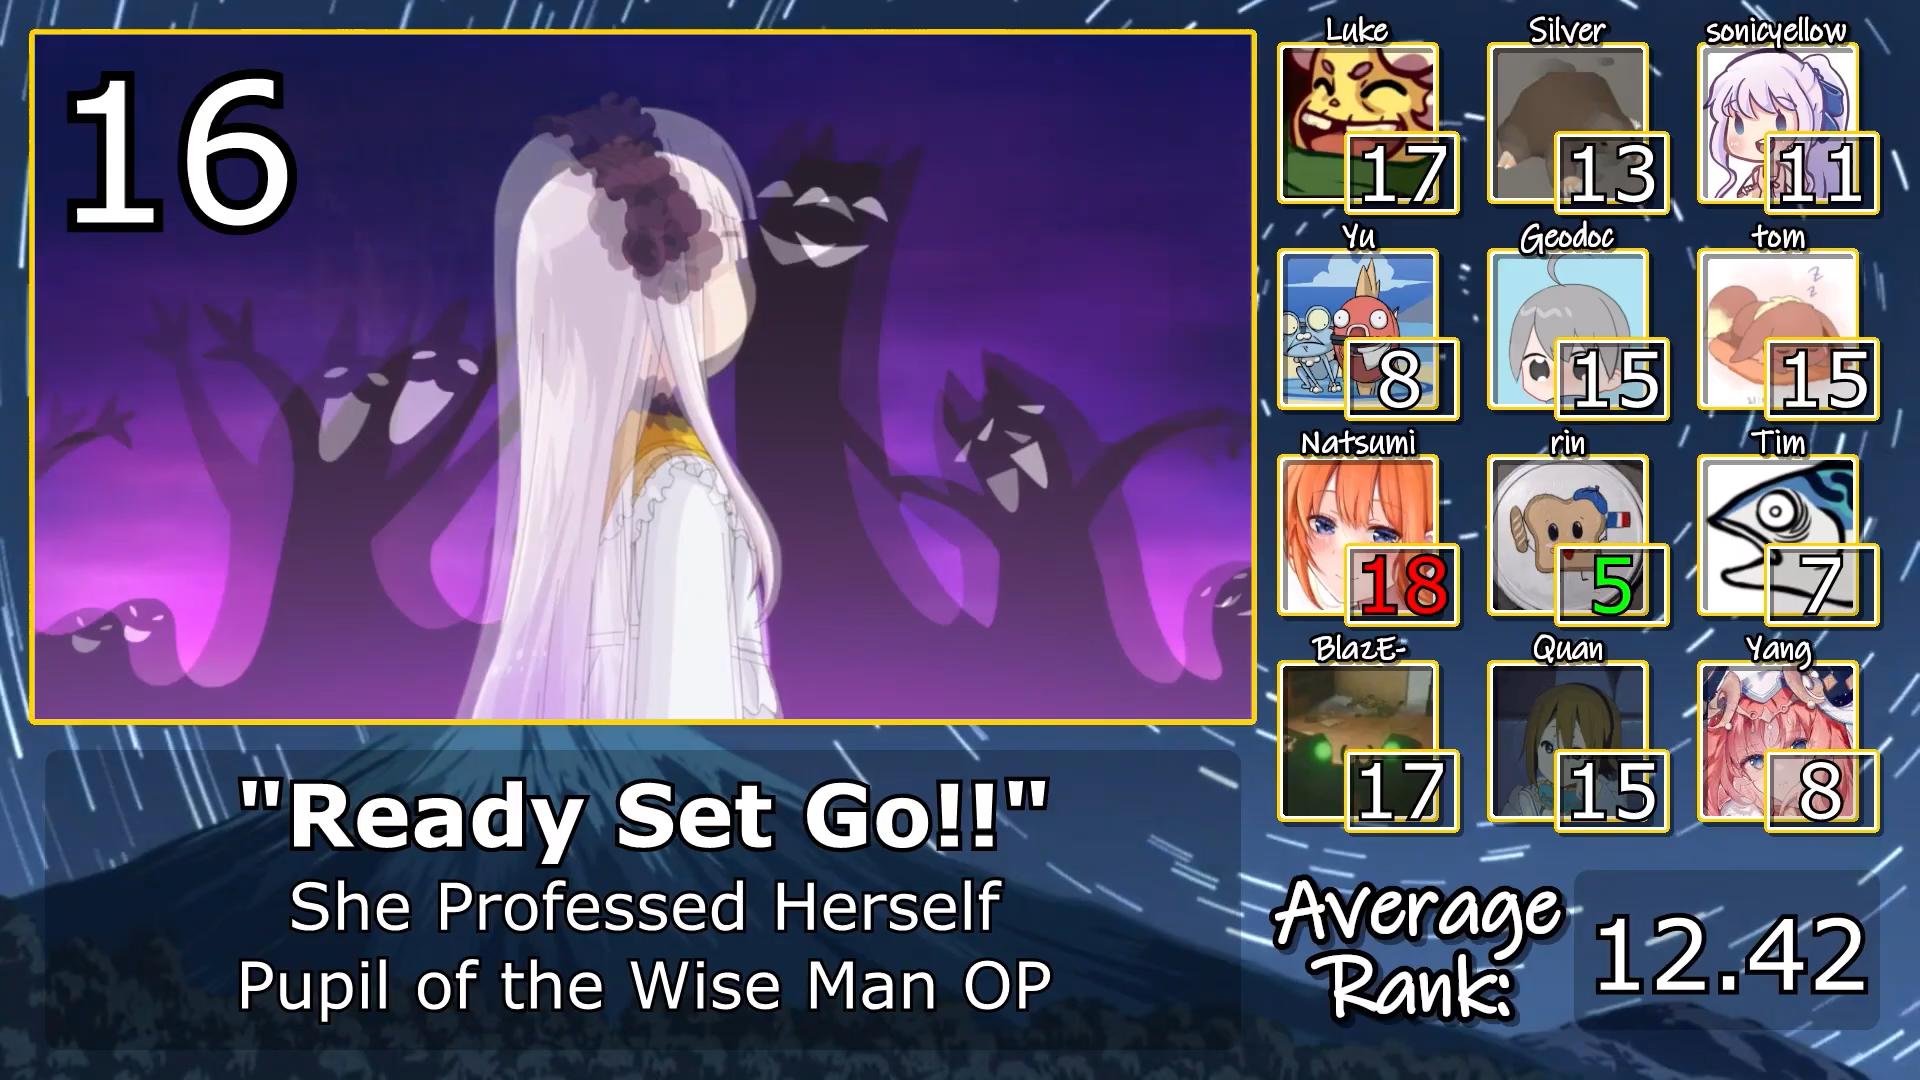 16
Luke
17
Silver
13
sonicyellow
11
Yu
8
Geodoc
15
tom
15
z
z
Natsumi
18
rin
5
Tim
7
BlazE-
17
Quan
15
Yang
8
"Ready Set Go!!"
She Professed Herself
Pupil of the Wise Man OP
Average
Rank:
12.42